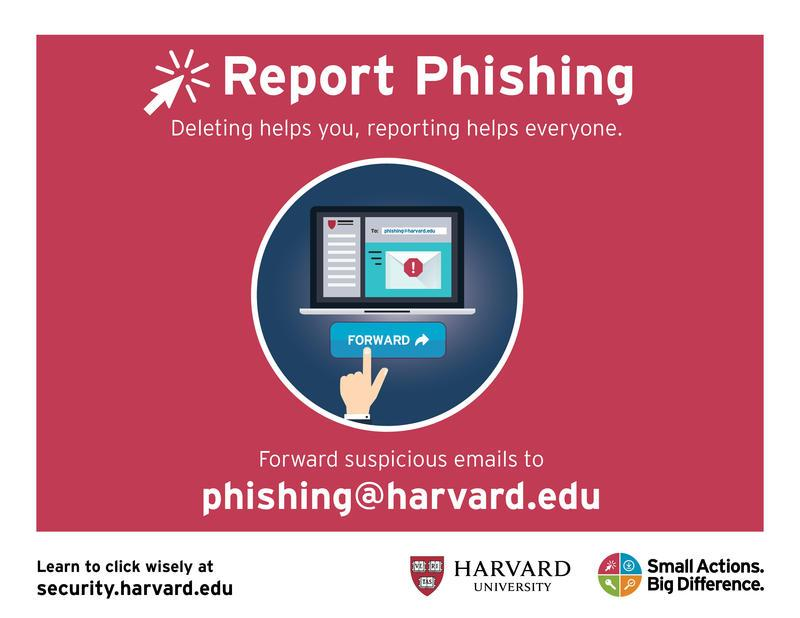 Report Phishing
Deleting helps you, reporting helps everyone.
To: phishing@harvard.edu
!
FORWARD
Forward suspicious emails to
phishing@harvard.edu
Learn to click wisely at
security.harvard.edu
VE RI
TAS
HARVARD
UNIVERSITY
Small Actions.
Big Difference.